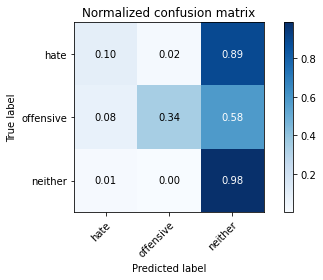 Normalized confusion matrix
hate 0.10 0.02 0.89
offensive 0.08 0.34 0.58
neither 0.01 0.00 0.98
hate offensive neither
True label
Predicted label
0.8
0.6
0.4
0.2